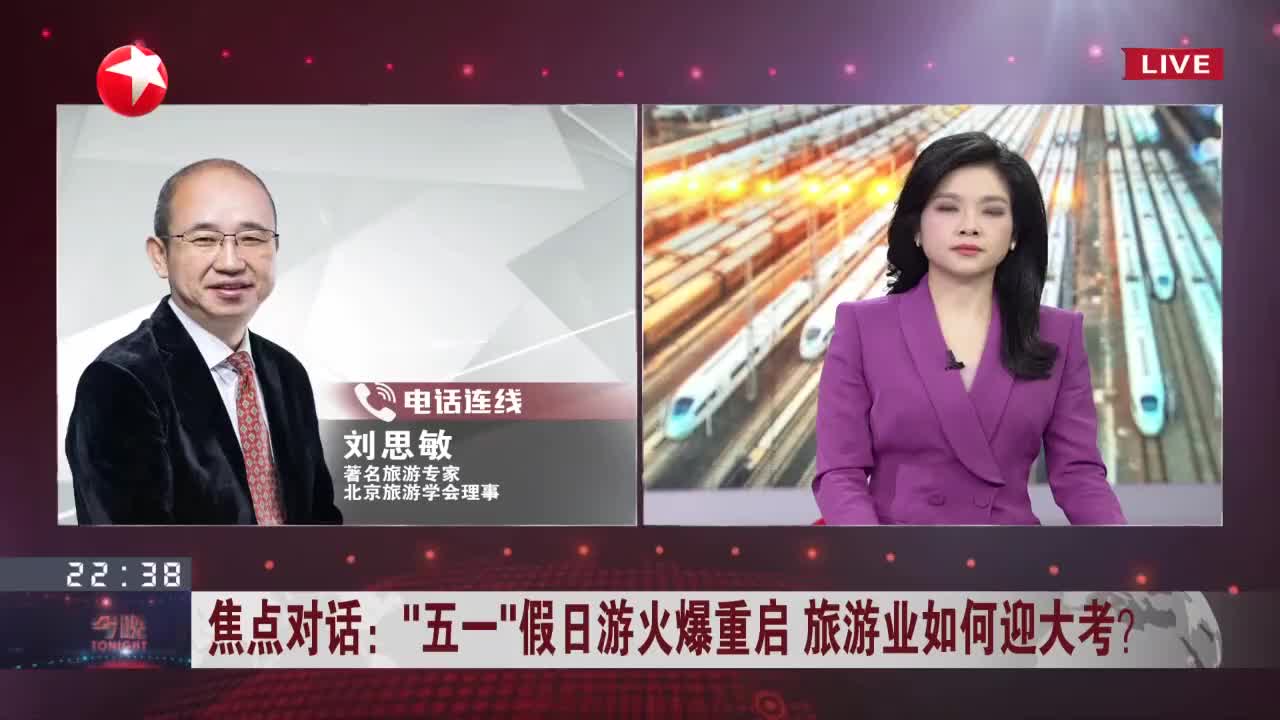 LIVE
电话连线
刘思敏
著名旅游专家
北京旅游学会理事
22:38
今晚
TONIGHT
焦点对话："五一"假日游火爆重启 旅游业如何迎大考?